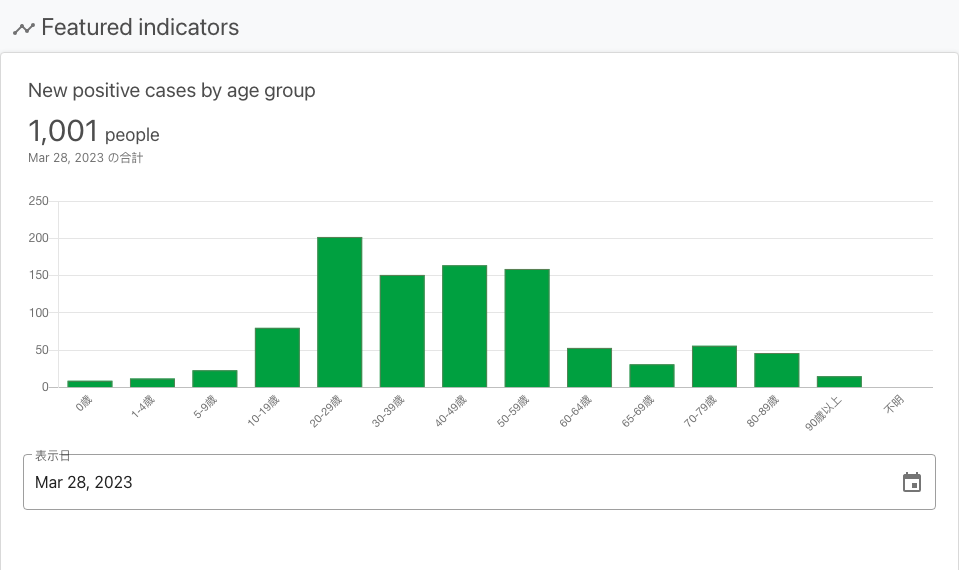 Featured indicators
New positive cases by age group
1,001 people
Mar 28, 2023 の合計
250
200
150
100
50
0
0歳
1-4歳
5-9歳
10-19歳
20-29歳
30-39歳
40-49歳
50-59歳
60-64歳
65-69歳
70-79歳
80-89歳
90歳以上
不明
表示日
Mar 28, 2023